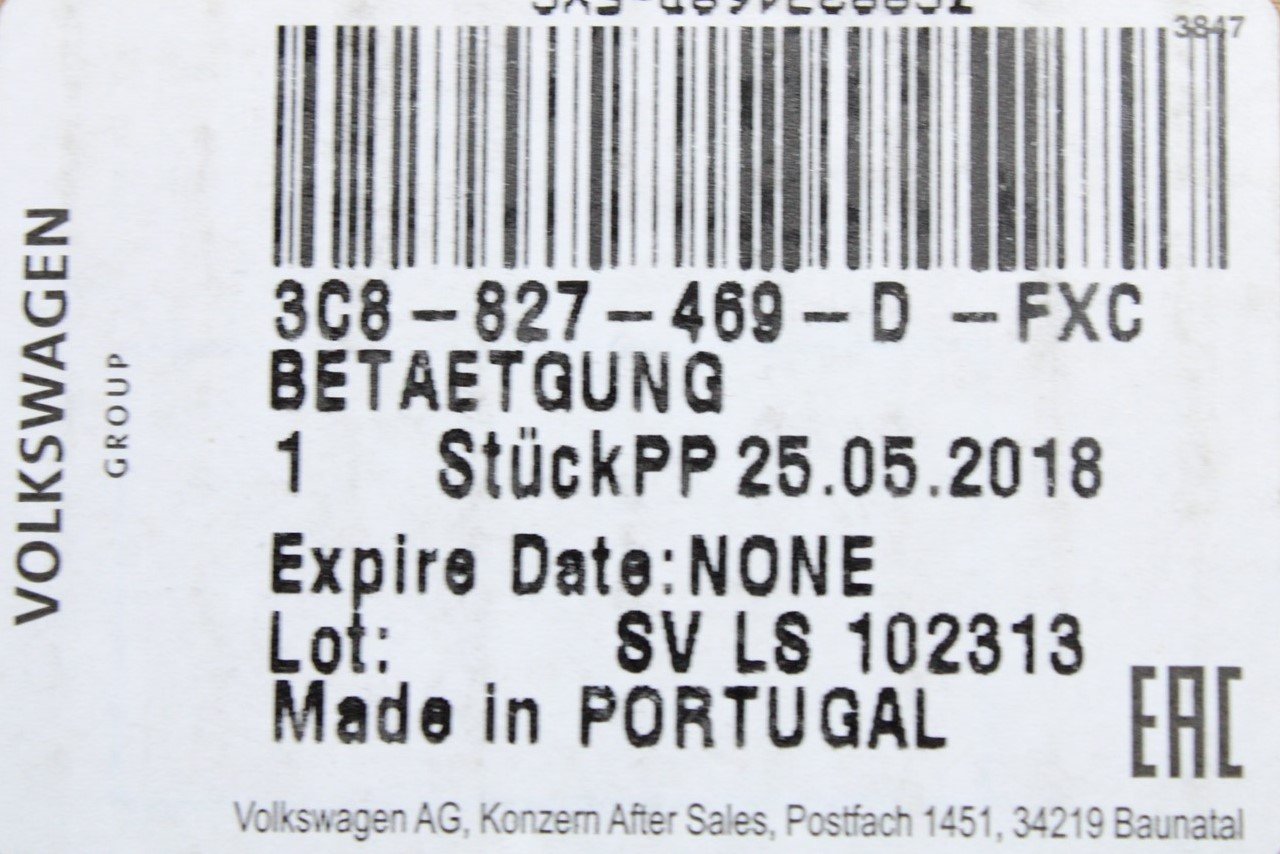 3847
3C8-827-469-D -FXC
BETAETGUNG
1 StückPP 25.05.2018
Expire Date:NONE
Lot: SV LS 102313
Made in PORTUGAL
EAC
Volkswagen AG, Konzern After Sales, Postfach 1451, 34219 Baunatal
VOLKSWAGEN
GROUP